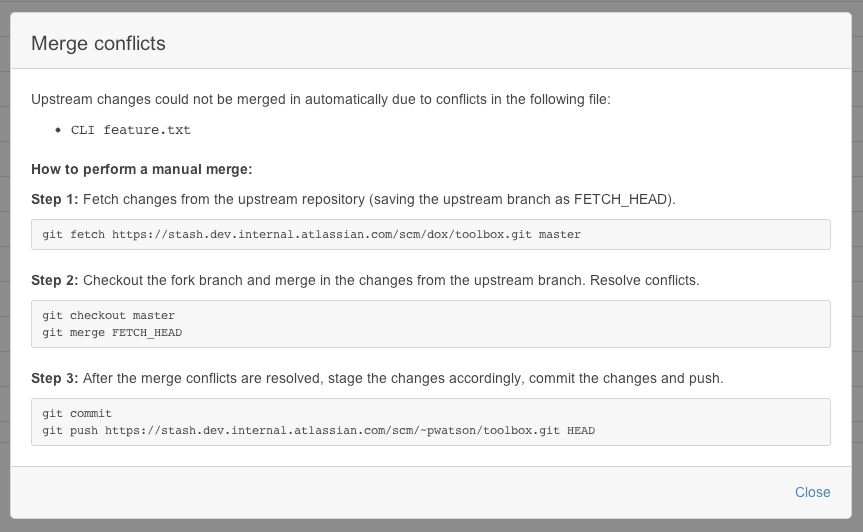 Merge conflicts
Upstream changes could not be merged in automatically due to conflicts in the following file:
• CLI feature.txt
How to perform a manual merge:
Step 1: Fetch changes from the upstream repository (saving the upstream branch as FETCH_HEAD).
git fetch https://stash.dev.internal.atlassian.com/scm/dox/toolbox.git master
Step 2: Checkout the fork branch and merge in the changes from the upstream branch. Resolve conflicts.
git checkout master
git merge FETCH_HEAD
Step 3: After the merge conflicts are resolved, stage the changes accordingly, commit the changes and push.
git commit
git push https://stash.dev.internal.atlassian.com/scm/~pwatson/toolbox.git HEAD
Close